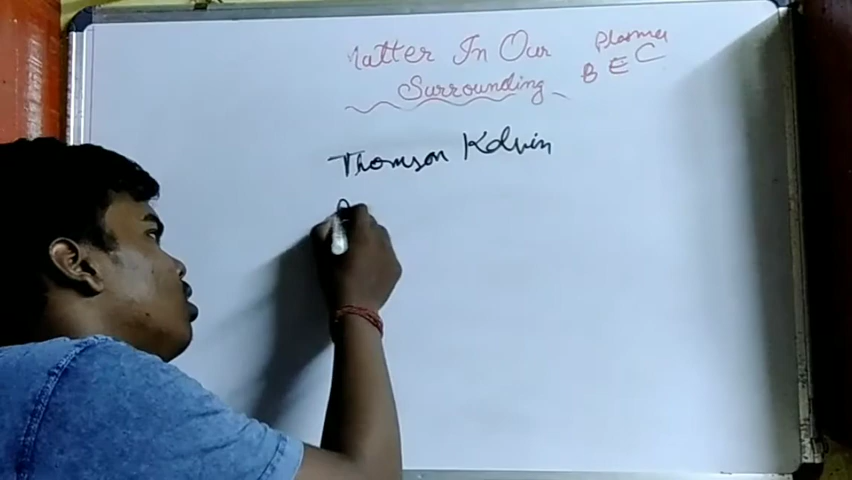 Matter In Our
Surrounding
Plasma
B E C
Thomson Kelvin